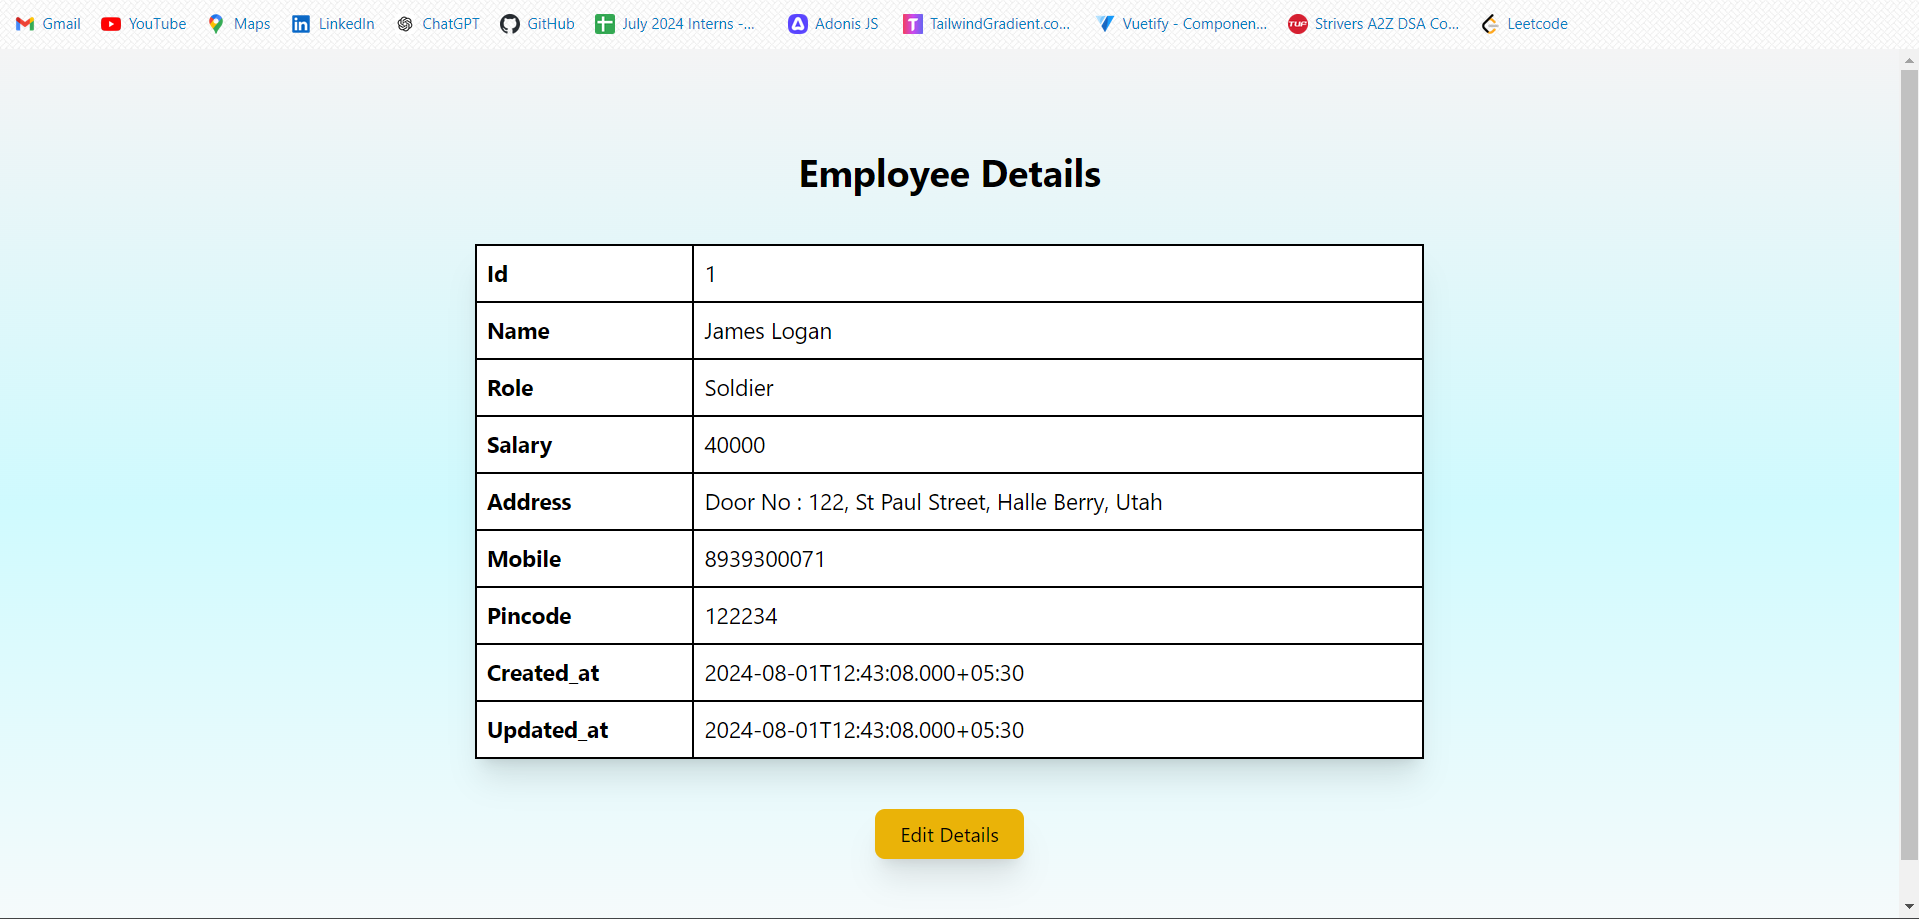 Gmail YouTube Maps LinkedIn ChatGPT GitHub July 2024 Interns -... Adonis JS TailwindGradient.co... Vuetify - Componen... TUF Strivers A2Z DSA Co... Leetcode
Employee Details
Id 1
Name James Logan
Role Soldier
Salary 40000
Address Door No : 122, St Paul Street, Halle Berry, Utah
Mobile 8939300071
Pincode 122234
Created_at 2024-08-01T12:43:08.000+05:30
Updated_at 2024-08-01T12:43:08.000+05:30
Edit Details